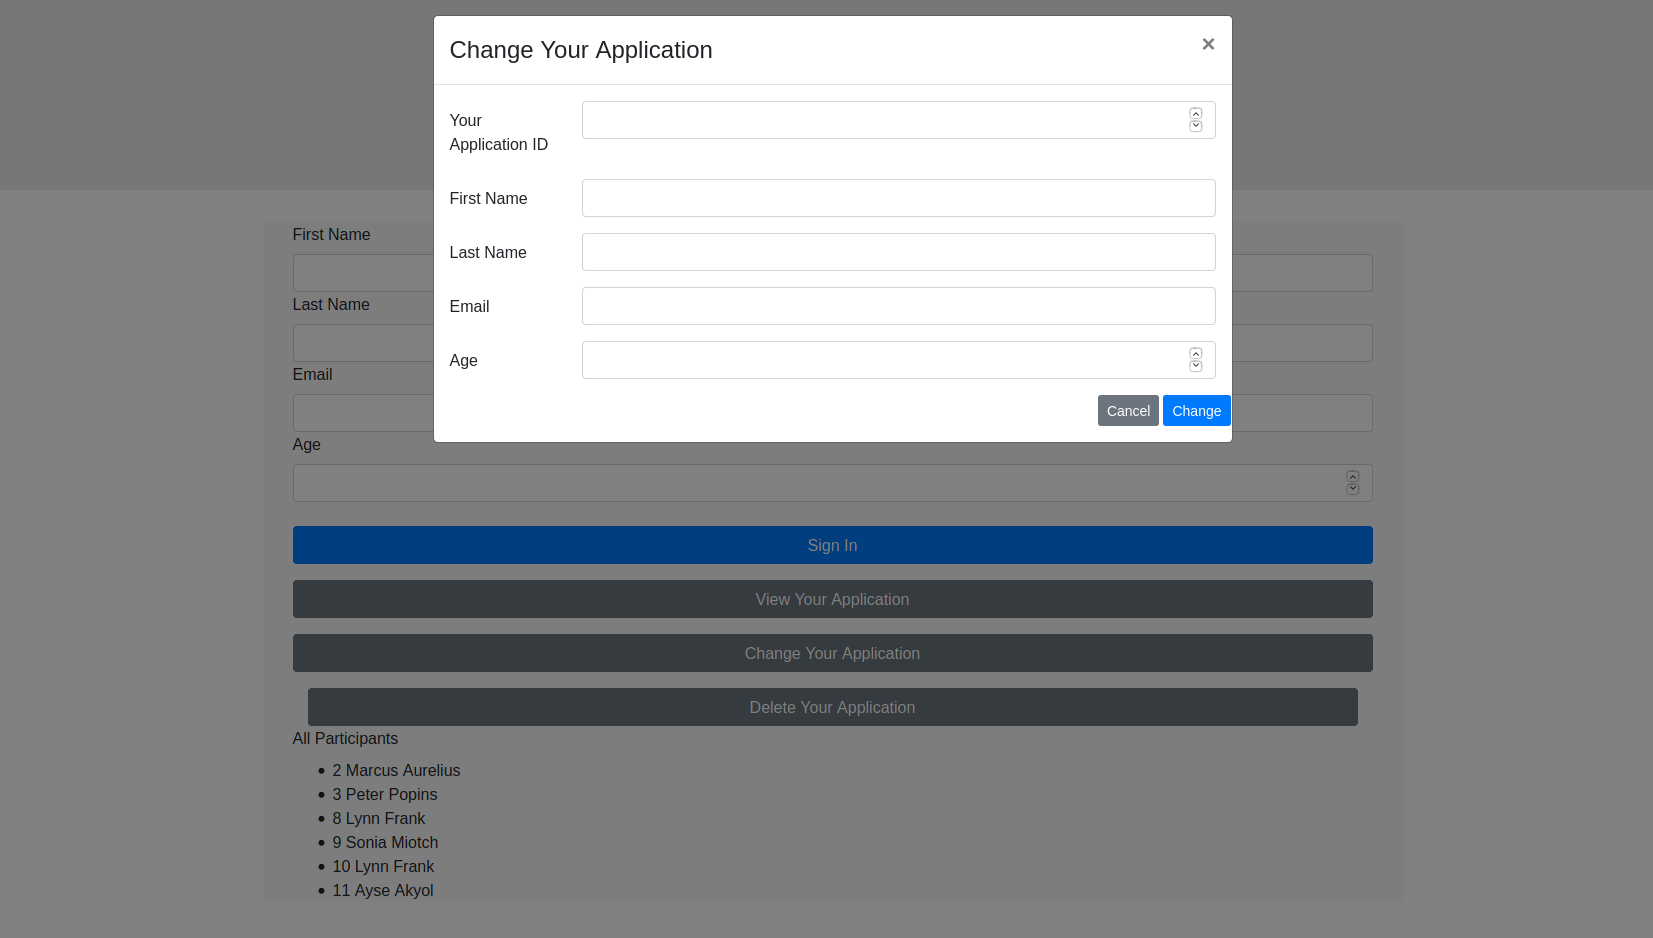 Change Your Application
×
Your
Application ID
First Name
Last Name
Email
Age
Cancel
Change
First Name
Last Name
Email
Age
Sign In
View Your Application
Change Your Application
Delete Your Application
All Participants
• 2 Marcus Aurelius
• 3 Peter Popins
• 8 Lynn Frank
• 9 Sonia Miotch
• 10 Lynn Frank
• 11 Ayse Akyol